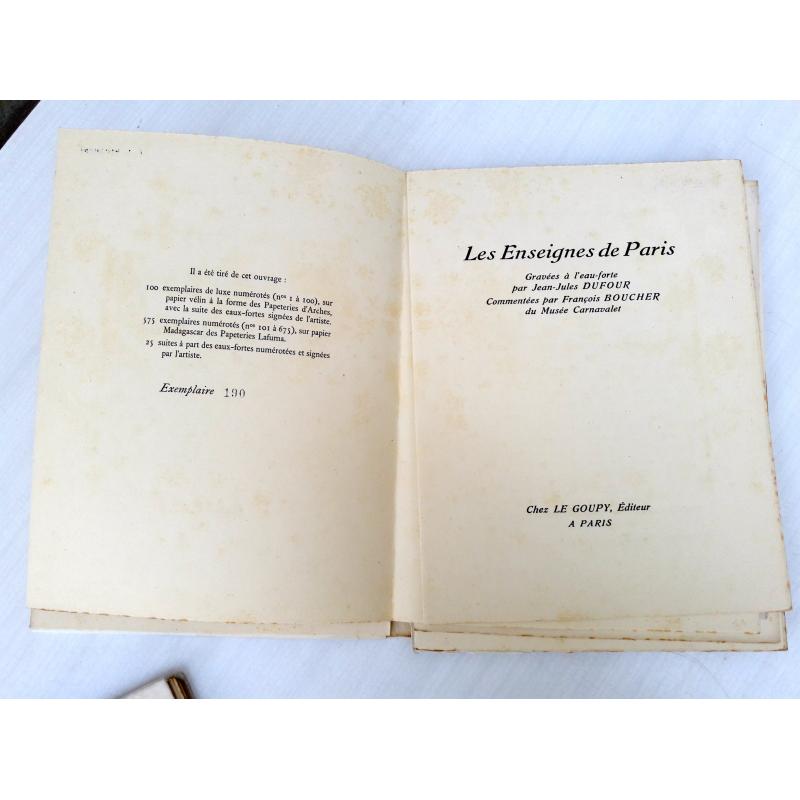 Il a été tiré de cet ouvrage :
100 exemplaires de luxe numérotés (nos 1 à 100), sur
papier vélin à la forme des Papeteries d'Arches,
avec la suite des eaux-fortes signées de l'artiste.
575 exemplaires numérotés (nos 101 à 675), sur papier
Madagascar des Papeteries Lafuma.
25 suites à part des eaux-fortes numérotées et signées
par l'artiste.
Exemplaire 190
Les Enseignes de Paris
Gravées à l'eau-forte
par Jean-Jules DUFOUR
Commentées par François BOUCHER
du Musée Carnavalet
Chez LE GOUPY, Éditeur
A PARIS